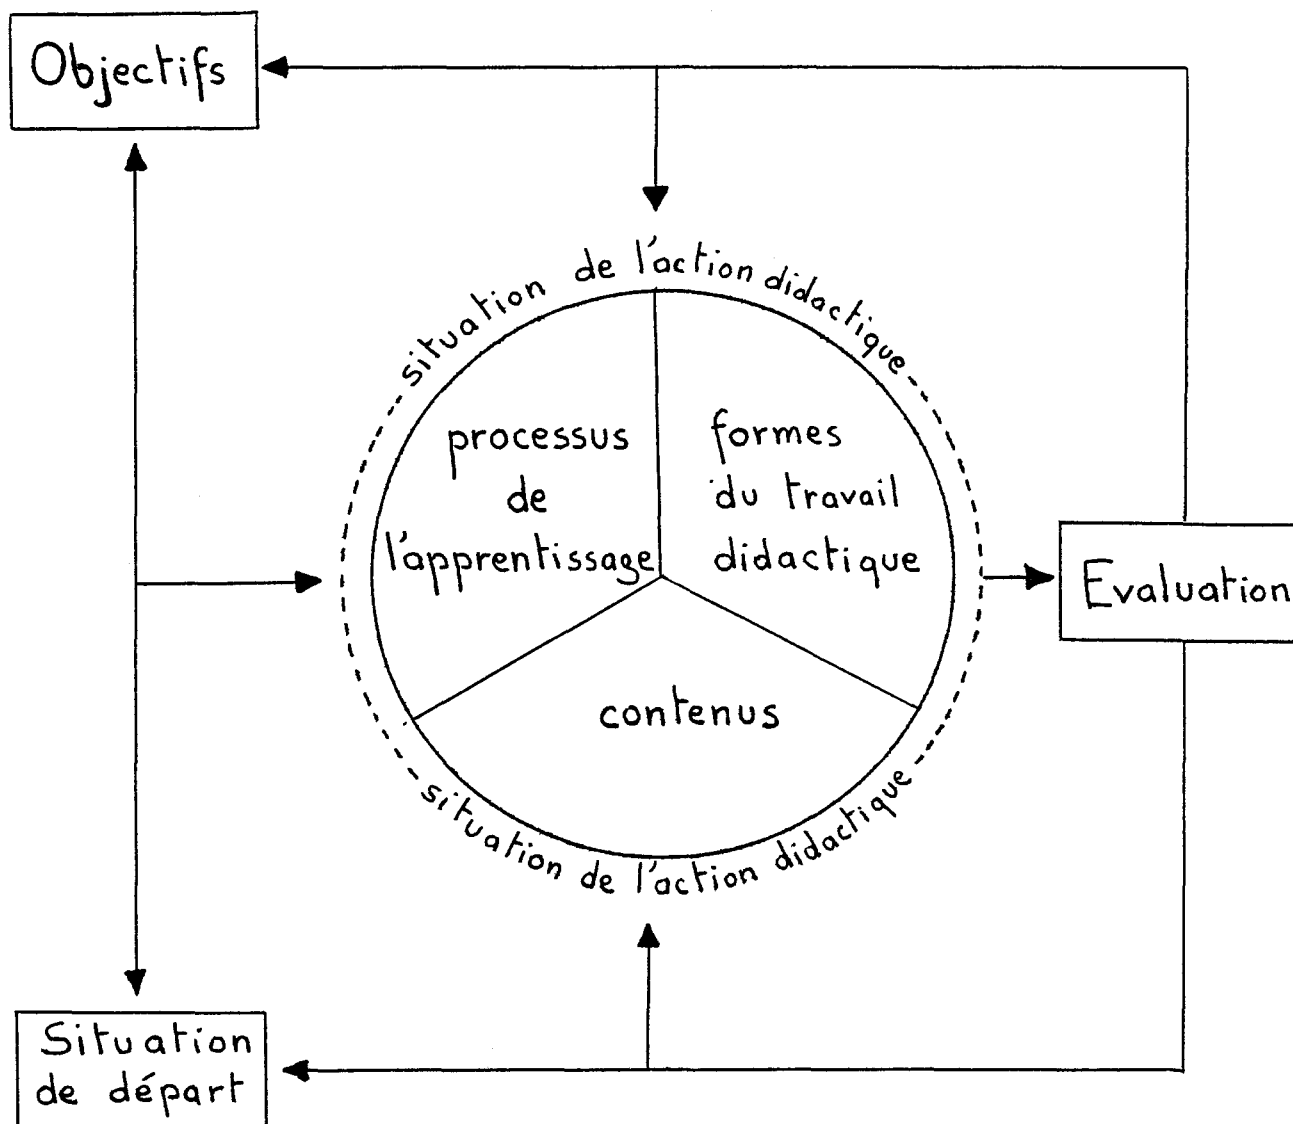 Objectifs
situation de l'action didactique
processus
de
l'apprentissage
formes
du travail
didactique
Evaluation
contenus
situation de l'action didactique
Situation
de départ